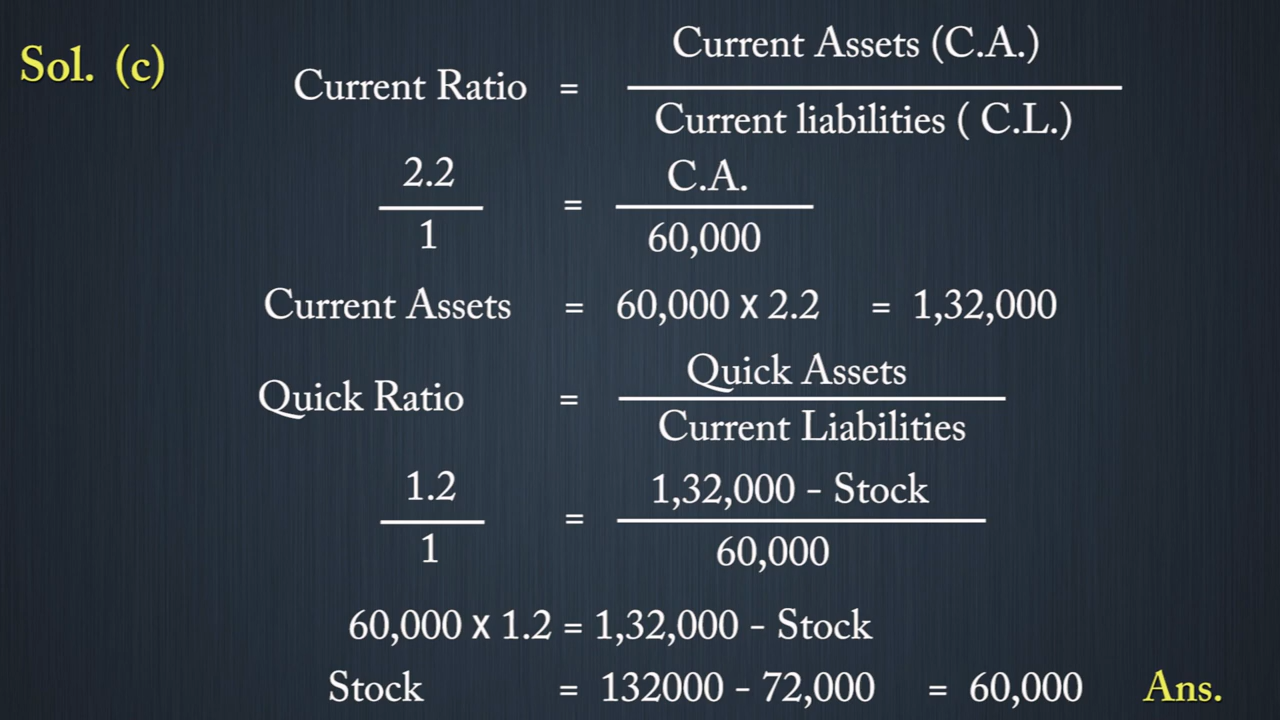 Sol. (c)
Current Ratio = Current Assets (C.A.)
Current liabilities ( C.L.)
2.2
1
=
C.A.
60,000
Current Assets = 60,000 x 2.2 = 1,32,000
Quick Ratio = Quick Assets
Current Liabilities
1.2
1
=
1,32,000 - Stock
60,000
60,000 x 1.2 = 1,32,000 - Stock
Stock = 132000 - 72,000 = 60,000 Ans.